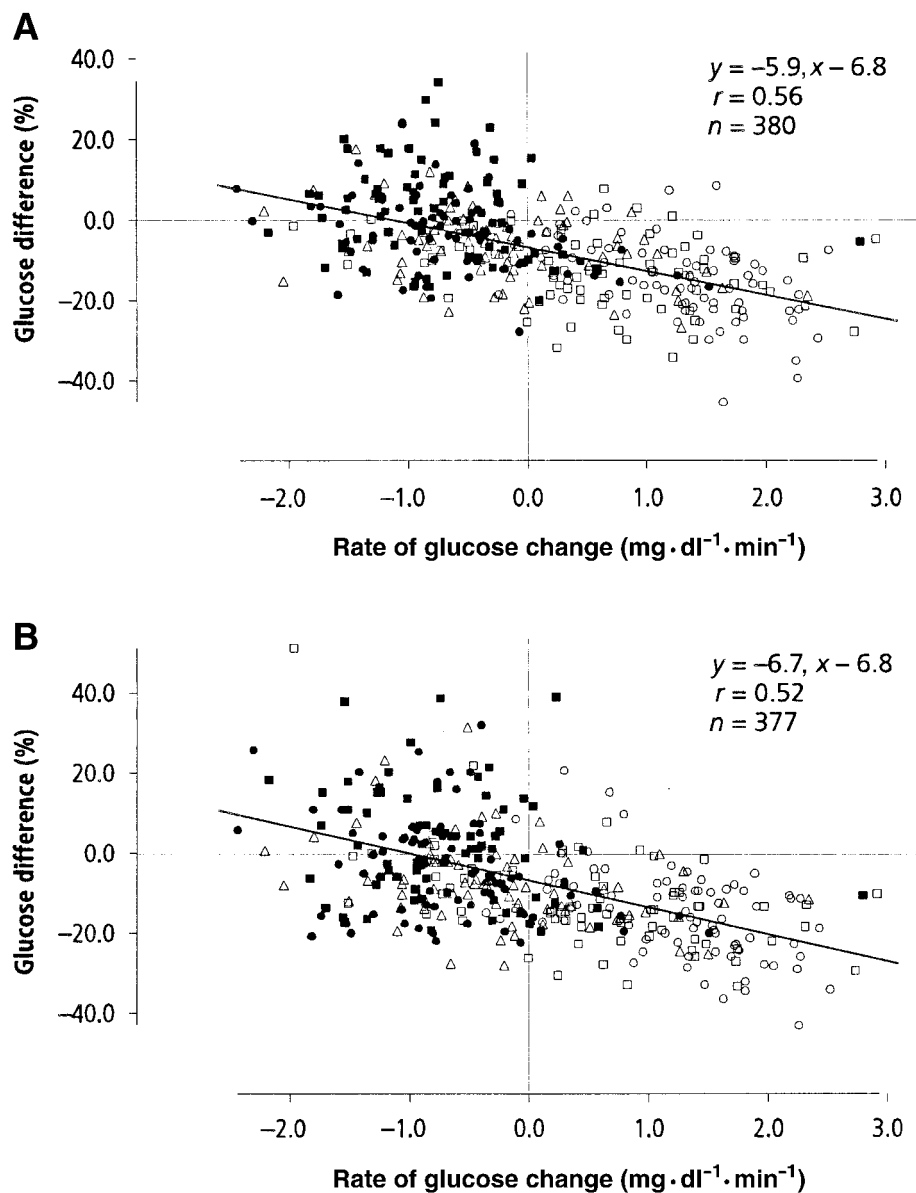 A
y = –5.9, x – 6.8
r = 0.56
n = 380
40.0
20.0
0.0
–20.0
–40.0
Glucose difference (%)
–2.0 –1.0 0.0 1.0 2.0 3.0
Rate of glucose change (mg·dl⁻¹·min⁻¹)
B
y = –6.7, x – 6.8
r = 0.52
n = 377
40.0
20.0
0.0
–20.0
–40.0
Glucose difference (%)
–2.0 –1.0 0.0 1.0 2.0 3.0
Rate of glucose change (mg·dl⁻¹·min⁻¹)